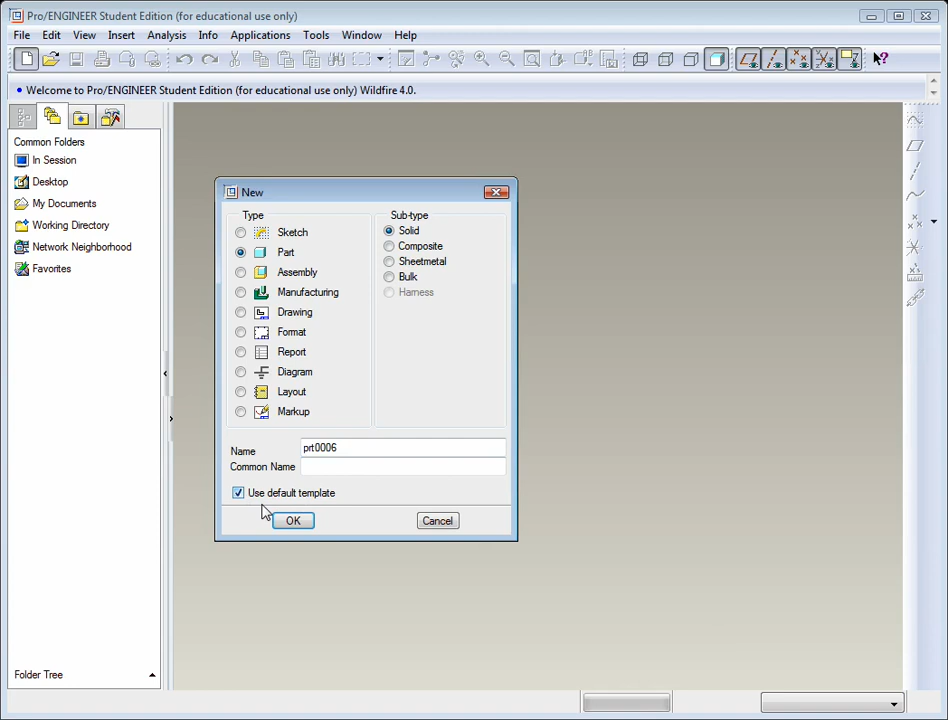 Pro/ENGINEER Student Edition (for educational use only)
File Edit View Insert Analysis Info Applications Tools Window Help
• Welcome to Pro/ENGINEER Student Edition (for educational use only) Wildfire 4.0.
Common Folders
In Session
Desktop
My Documents
Working Directory
Network Neighborhood
Favorites
Folder Tree
New
Type
Sketch
Part
Assembly
Manufacturing
Drawing
Format
Report
Diagram
Layout
Markup
Sub-type
Solid
Composite
Sheetmetal
Bulk
Harness
Name prt0006
Common Name
Use default template
OK Cancel